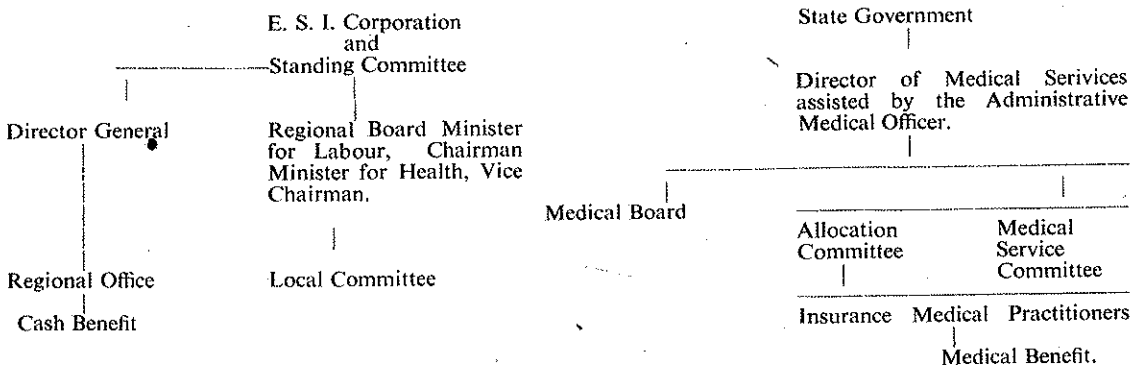 E. S. I. Corporation
and
Standing Committee
Director General
Regional Board Minister
for Labour, Chairman
Minister for Health, Vice
Chairman.
Regional Office
Local Committee
Cash Benefit
State Government
Director of Medical Serivices
assisted by the Administrative
Medical Officer.
Medical Board
Allocation
Committee
Medical
Service
Committee
Insurance Medical Practitioners
Medical Benefit.